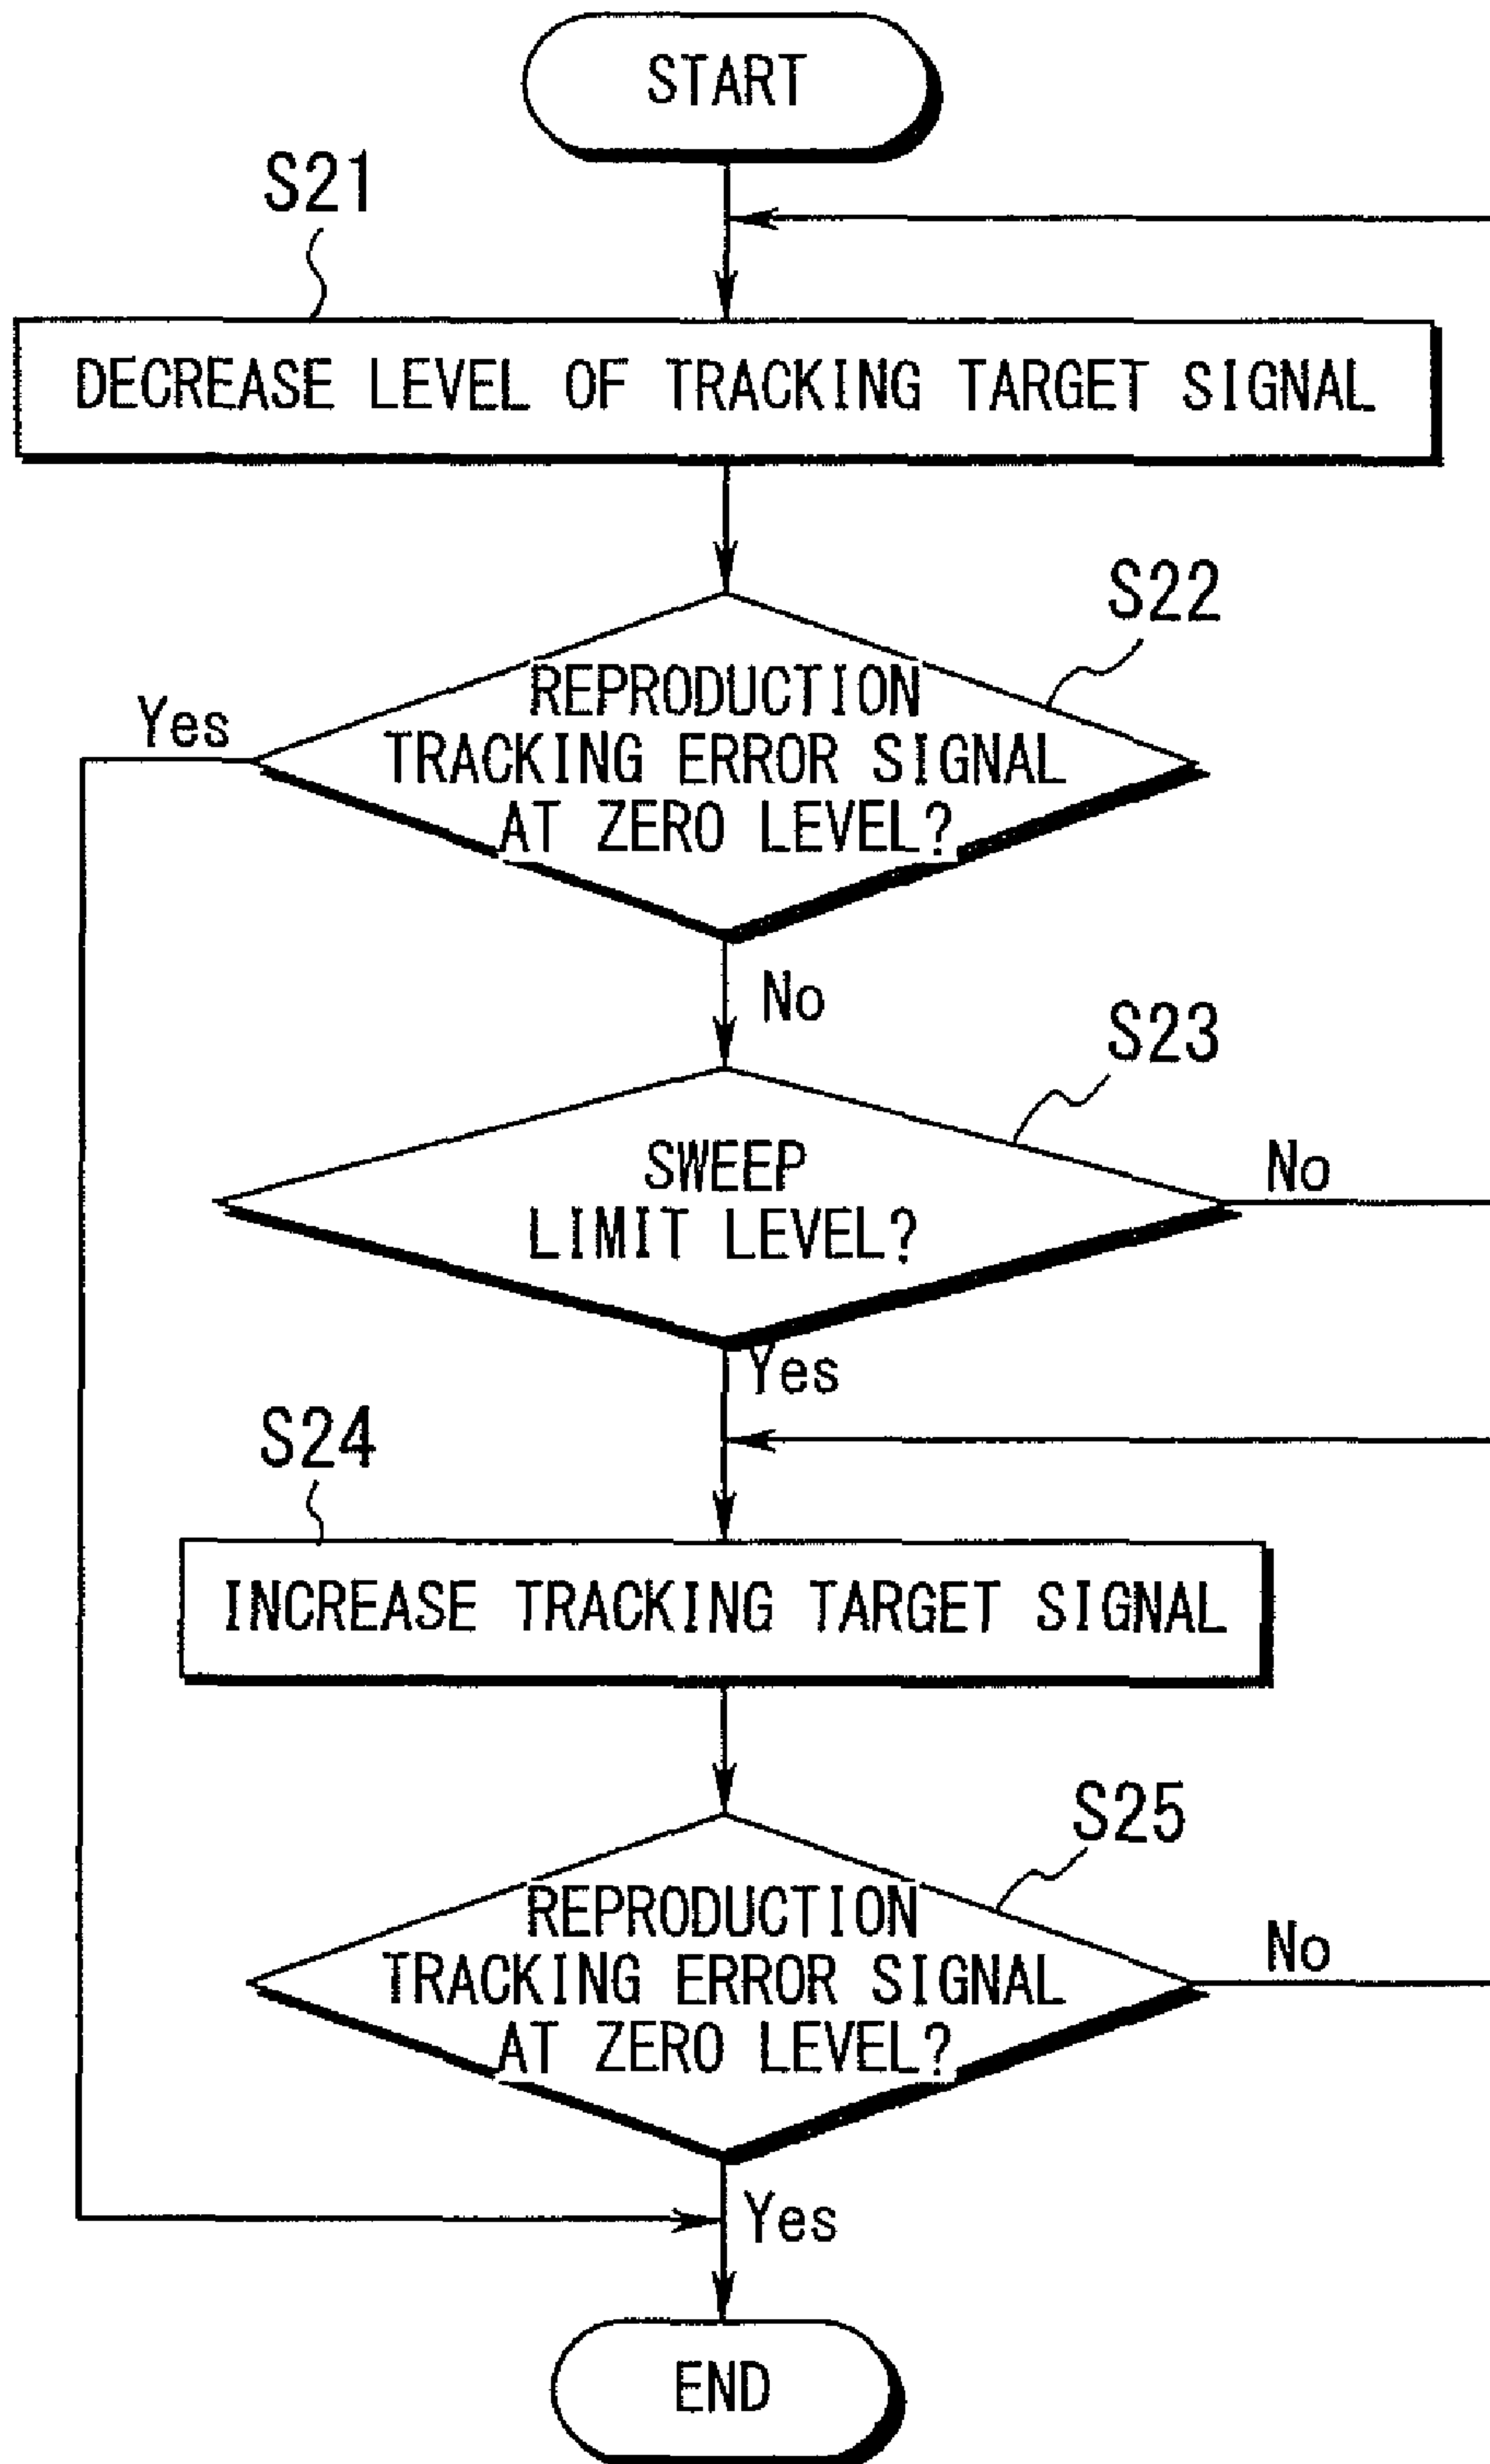 START
S21
DECREASE LEVEL OF TRACKING TARGET SIGNAL
S22
REPRODUCTION
TRACKING ERROR SIGNAL
AT ZERO LEVEL?
Yes
No
S23
SWEEP
LIMIT LEVEL?
No
Yes
S24
INCREASE TRACKING TARGET SIGNAL
S25
REPRODUCTION
TRACKING ERROR SIGNAL
AT ZERO LEVEL?
No
Yes
END